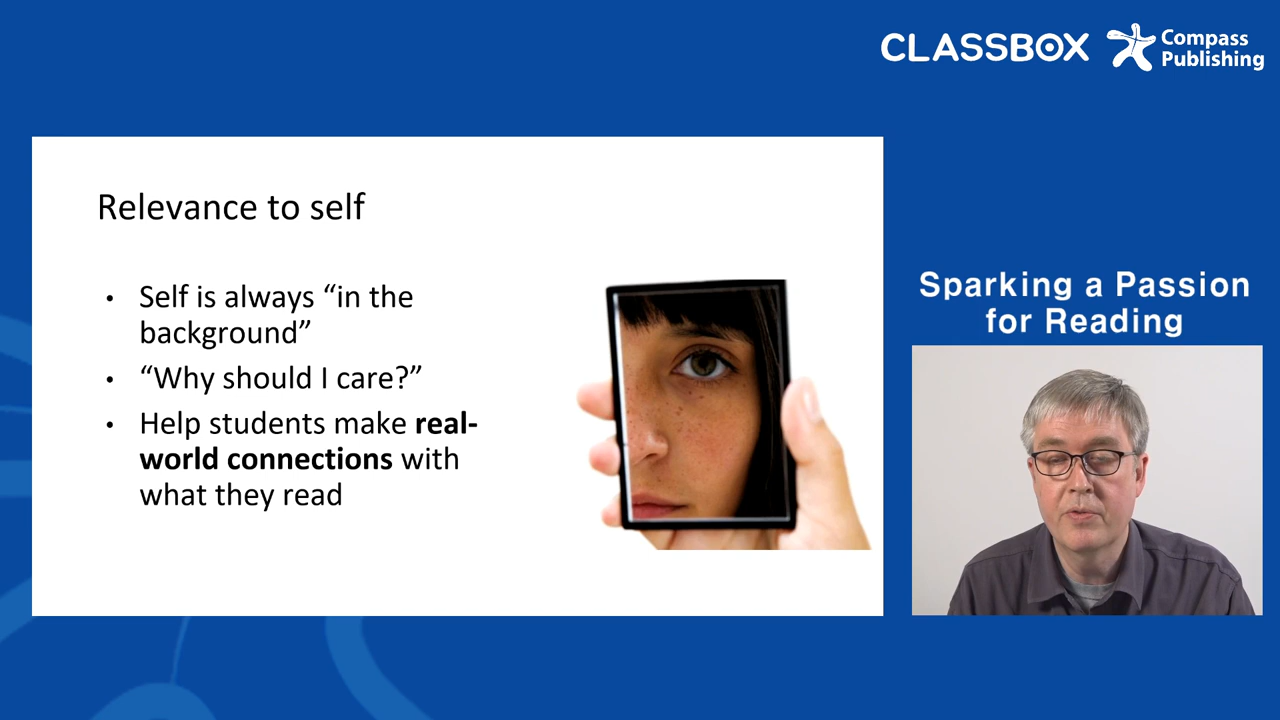 CLASSBOX
Compass
Publishing
Relevance to self
• Self is always “in the
background”
• “Why should I care?”
• Help students make real-
world connections with
what they read
Sparking a Passion
for Reading